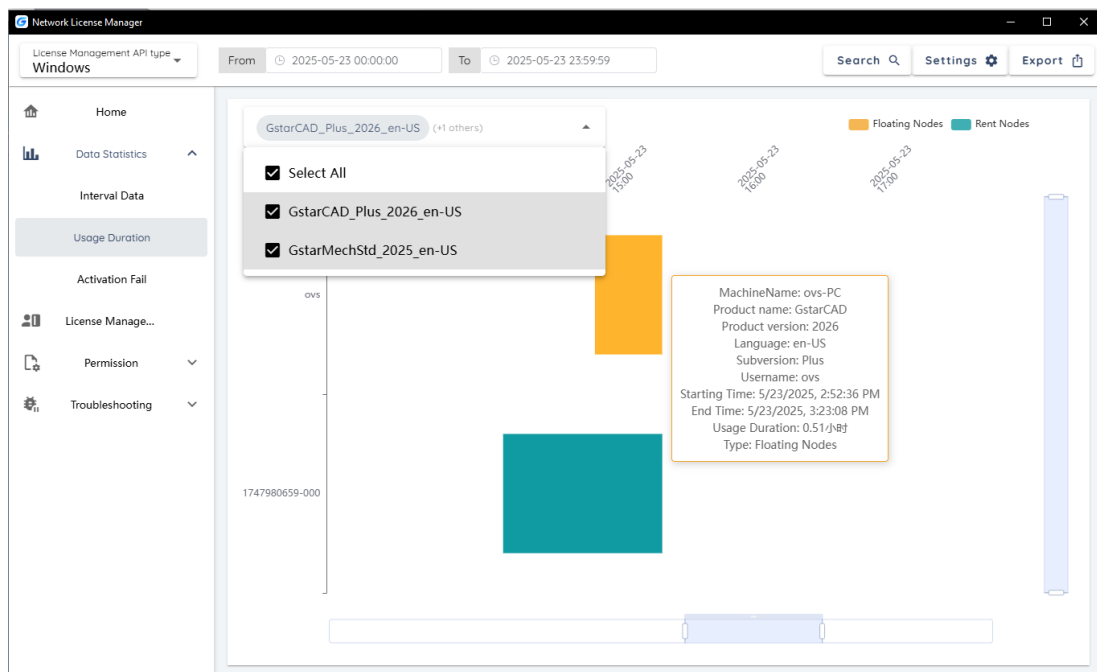 Network License Manager
License Management API type
Windows
From
2025-05-23 00:00:00
To
2025-05-23 23:59:59
Search
Settings
Export
Home
Data Statistics
Interval Data
Usage Duration
Activation Fail
License Manage...
Permission
Troubleshooting
GstarCAD_Plus_2026_en-US (+1 others)
Select All
GstarCAD_Plus_2026_en-US
GstarMechStd_2025_en-US
Floating Nodes
Rent Nodes
2025-05-23
15:00
2025-05-23
16:00
2025-05-23
17:00
ovs
1747980659-000
MachineName: ovs-PC
Product name: GstarCAD
Product version: 2026
Language: en-US
Subversion: Plus
Username: ovs
Starting Time: 5/23/2025, 2:52:36 PM
End Time: 5/23/2025, 3:23:08 PM
Usage Duration: 0.51小时
Type: Floating Nodes